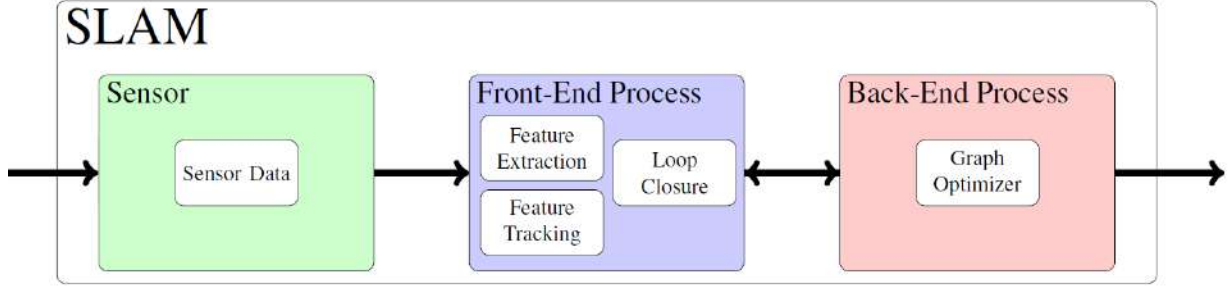 SLAM
Sensor
Sensor Data
Front-End Process
Feature
Extraction
Feature
Tracking
Loop
Closure
Back-End Process
Graph
Optimizer